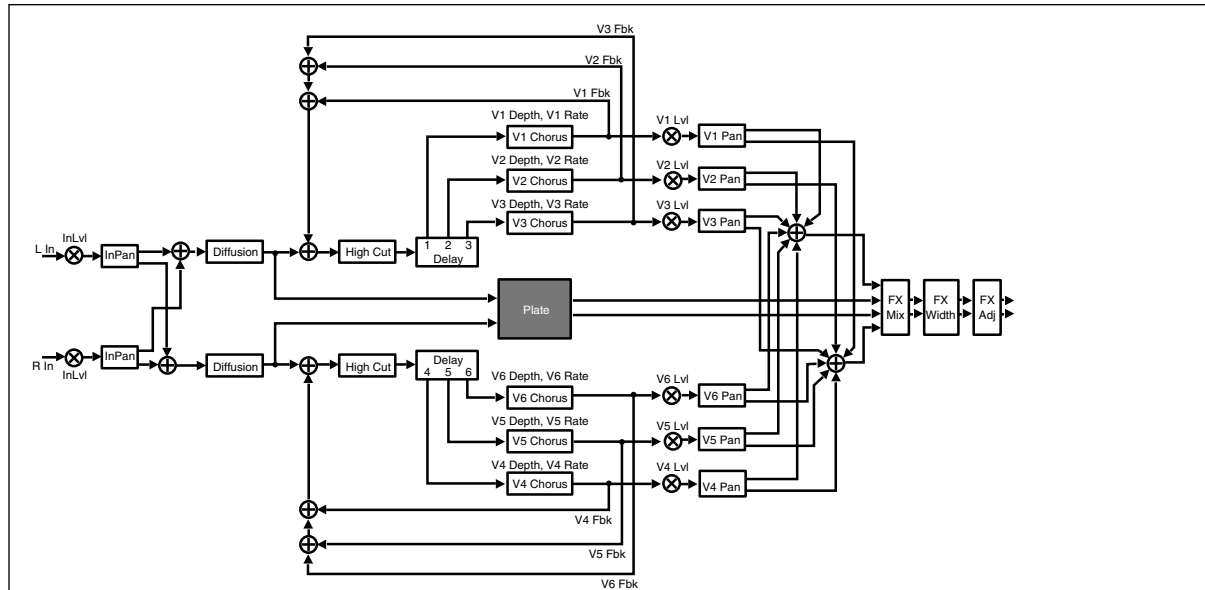 V3 Fbk
V2 Fbk
V1 Fbk
V1 Depth, V1 Rate
V1 Chorus
V1 Lvl
V1 Pan
V2 Depth, V2 Rate
V2 Chorus
V2 Lvl
V2 Pan
V3 Depth, V3 Rate
V3 Chorus
V3 Lvl
V3 Pan
L In
InLvl
InPan
Diffusion
High Cut
1 2 3
Delay
Plate
FX
Mix
FX
Width
FX
Adj
R In
InLvl
InPan
Diffusion
High Cut
Delay
4 5 6
V6 Depth, V6 Rate
V6 Chorus
V6 Lvl
V6 Pan
V5 Depth, V5 Rate
V5 Chorus
V5 Lvl
V5 Pan
V4 Depth, V4 Rate
V4 Chorus
V4 Lvl
V4 Pan
V4 Fbk
V5 Fbk
V6 Fbk